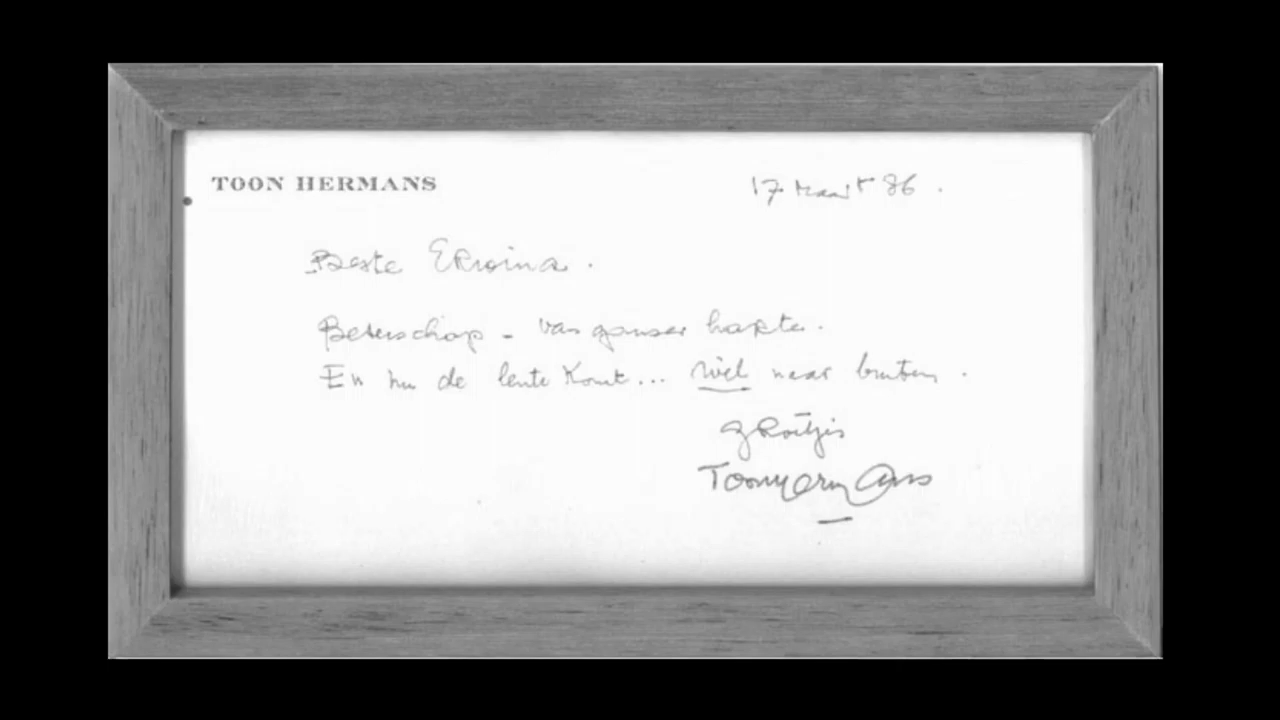 TOON HERMANS
17 Maart 86.
Beste ERwina.
Beterschap - van ganser harte.
En nu de lente komt... wel naar buiten.
gRoetjes
Toon Hermans